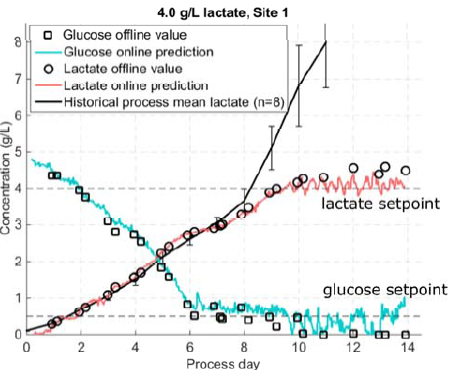 4.0 g/L lactate, Site 1
Glucose offline value
Glucose online prediction
Lactate offline value
Lactate online prediction
Historical process mean lactate (n=8)
Concentration (g/L)
8
7
6
5
4
3
2
1
0
lactate setpoint
glucose setpoint
0 2 4 6 8 10 12 14
Process day